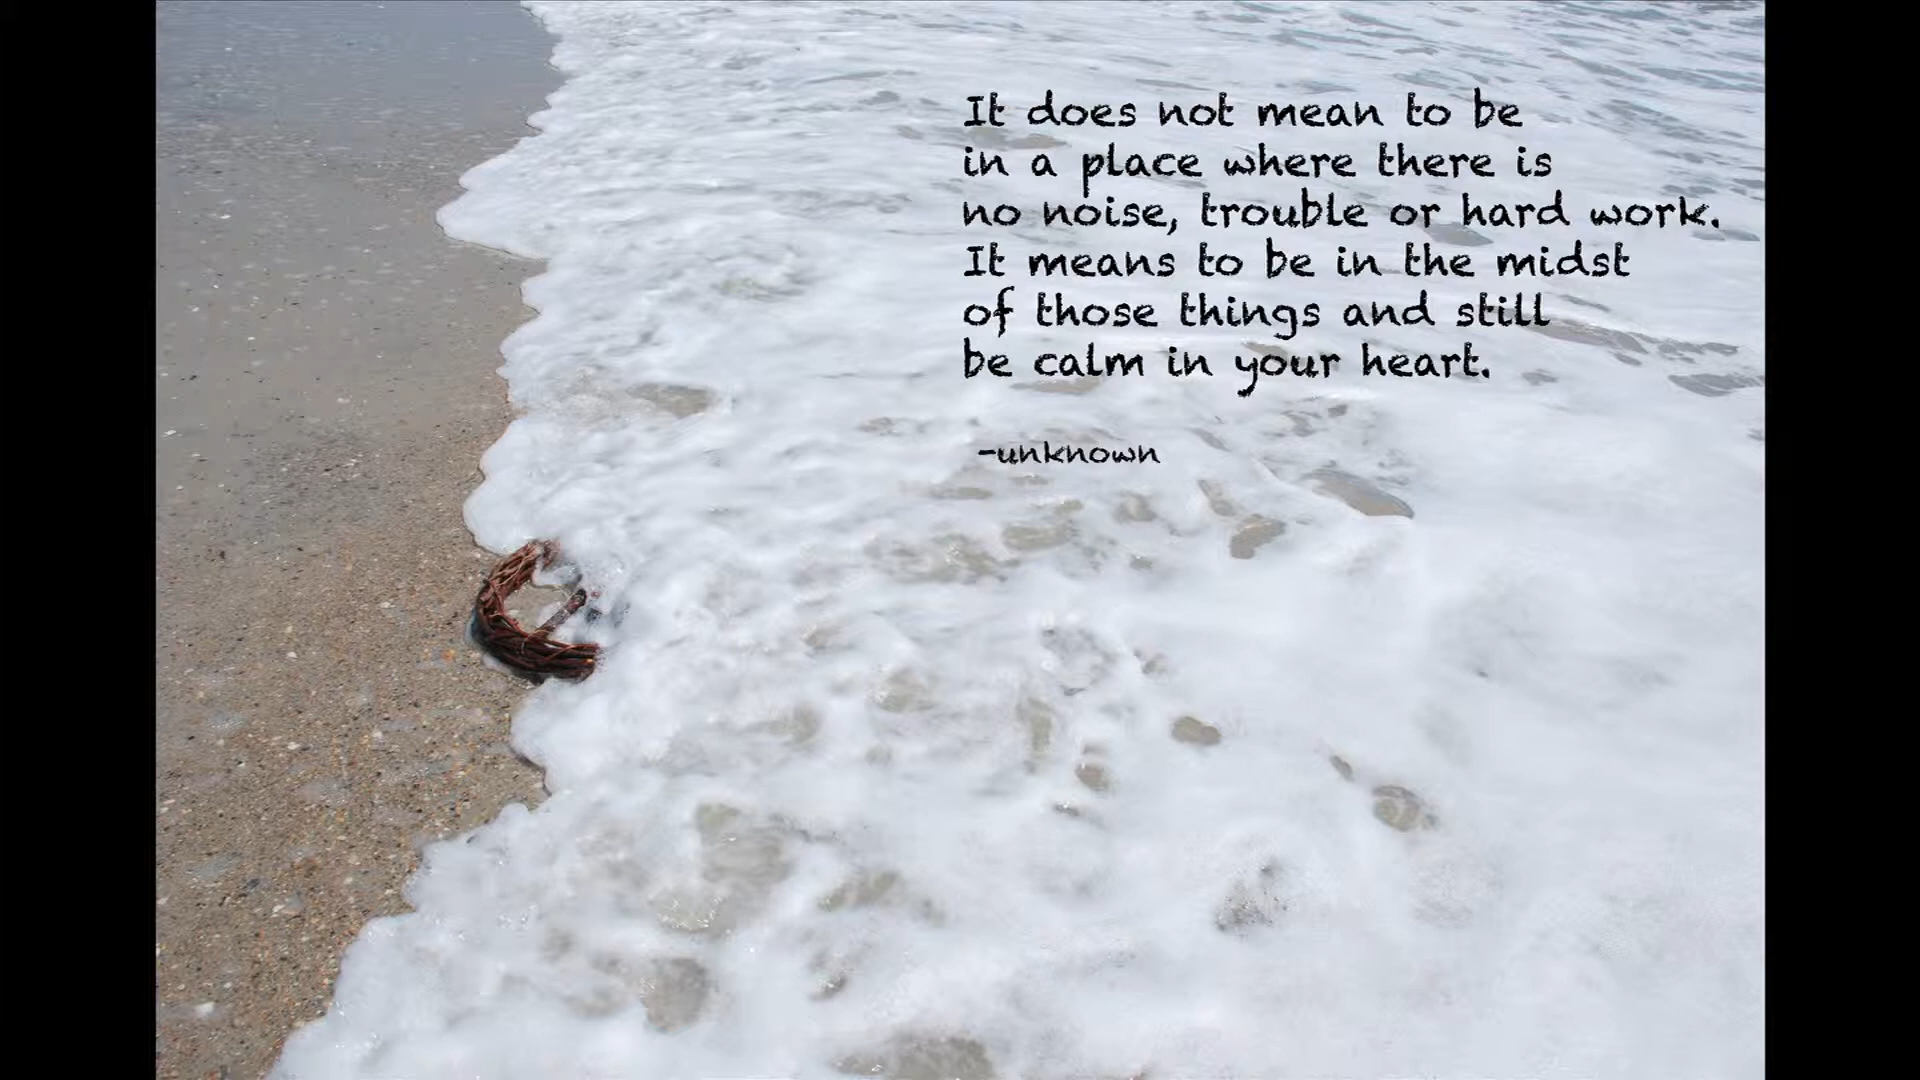 It does not mean to be
in a place where there is
no noise, trouble or hard work.
It means to be in the midst
of those things and still
be calm in your heart.
-unknown